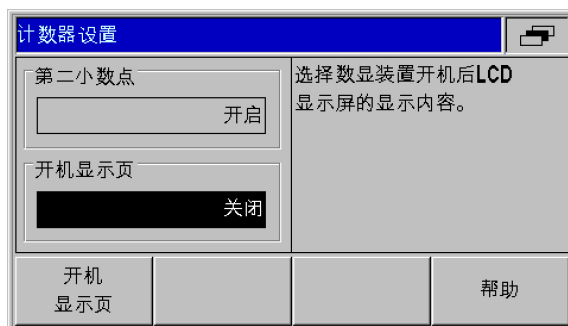 计数器设置
第二小数点
开启
开机显示页
关闭
选择数显装置开机后LCD
显示屏的显示内容。
开机
显示页
帮助